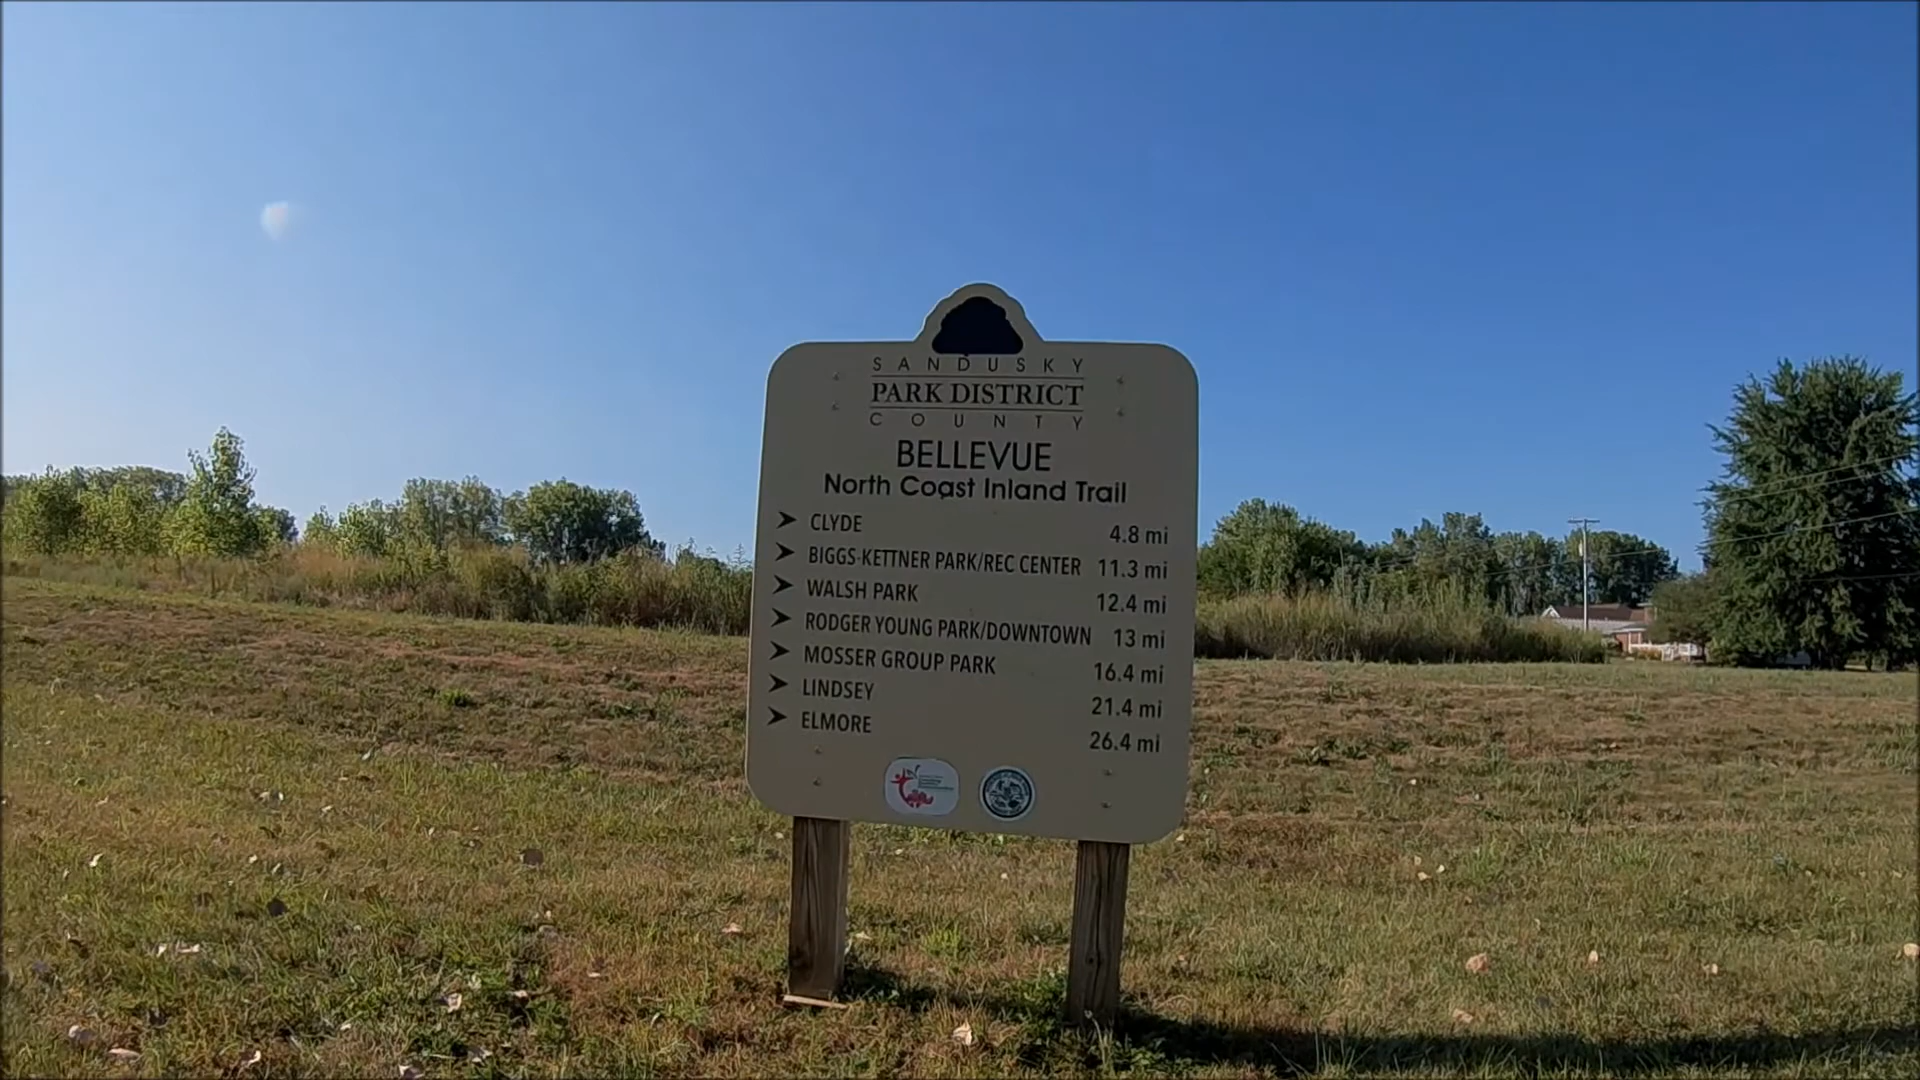 SANDUSKY
PARK DISTRICT
COUNTY
BELLEVUE
North Coast Inland Trail
CLYDE 4.8 mi
BIGGS-KETTNER PARK/REC CENTER 11.3 mi
WALSH PARK 12.4 mi
RODGER YOUNG PARK/DOWNTOWN 13 mi
MOSSER GROUP PARK 16.4 mi
LINDSEY 21.4 mi
ELMORE 26.4 mi